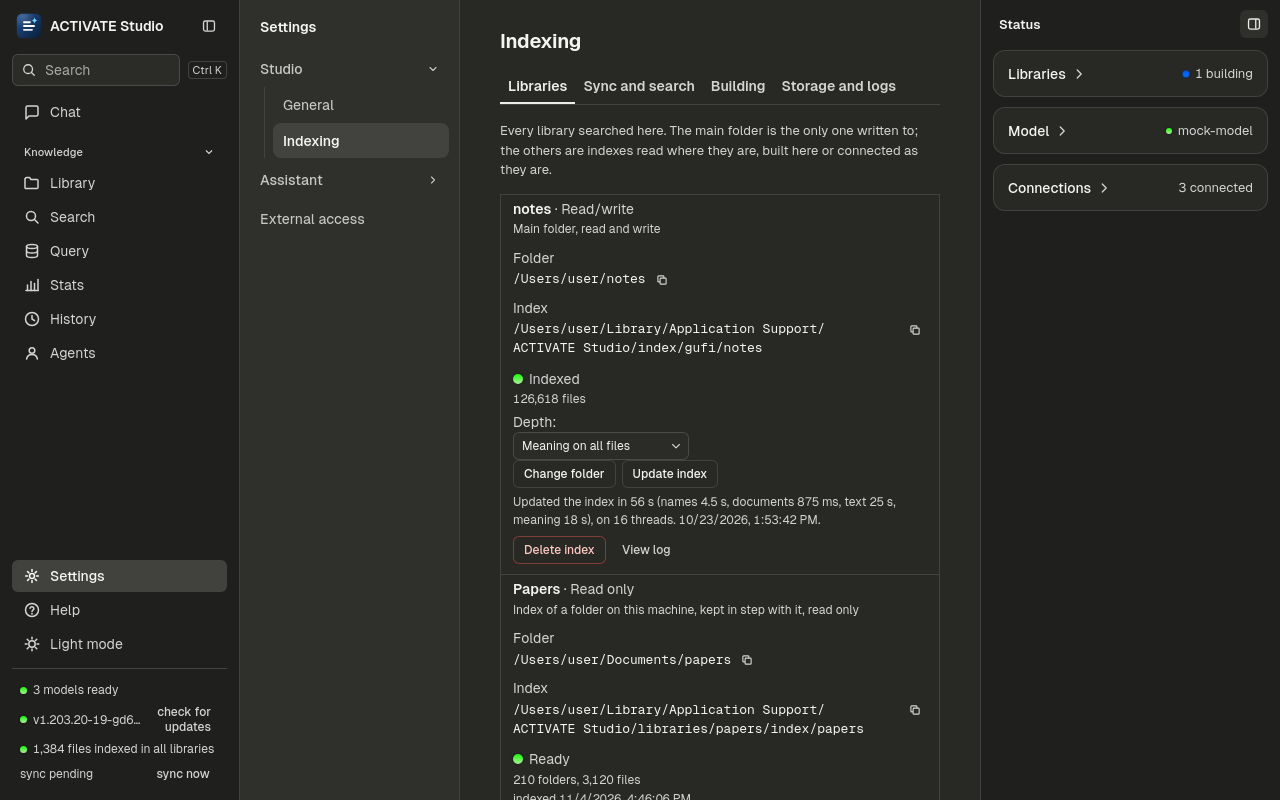 ACTIVATE Studio
Search
Ctrl K
Chat
Knowledge
Library
Search
Query
Stats
History
Agents
Settings
Help
Light mode
3 models ready
v1.203.20-19-gd6…
check for updates
1,384 files indexed in all libraries
sync pending
sync now
Settings
Studio
General
Indexing
Assistant
External access
Indexing
Libraries
Sync and search
Building
Storage and logs
Every library searched here. The main folder is the only one written to;
the others are indexes read where they are, built here or connected as
they are.
notes · Read/write
Main folder, read and write
Folder
/Users/user/notes
Index
/Users/user/Library/Application Support/
ACTIVATE Studio/index/gufi/notes
Indexed
126,618 files
Depth:
Meaning on all files
Change folder
Update index
Updated the index in 56 s (names 4.5 s, documents 875 ms, text 25 s,
meaning 18 s), on 16 threads. 10/23/2026, 1:53:42 PM.
Delete index
View log
Papers · Read only
Index of a folder on this machine, kept in step with it, read only
Folder
/Users/user/Documents/papers
Index
/Users/user/Library/Application Support/
ACTIVATE Studio/libraries/papers/index/papers
Ready
210 folders, 3,120 files
indexed 11/4/2026, 4:46:06 PM
Status
Libraries
1 building
Model
mock-model
Connections
3 connected